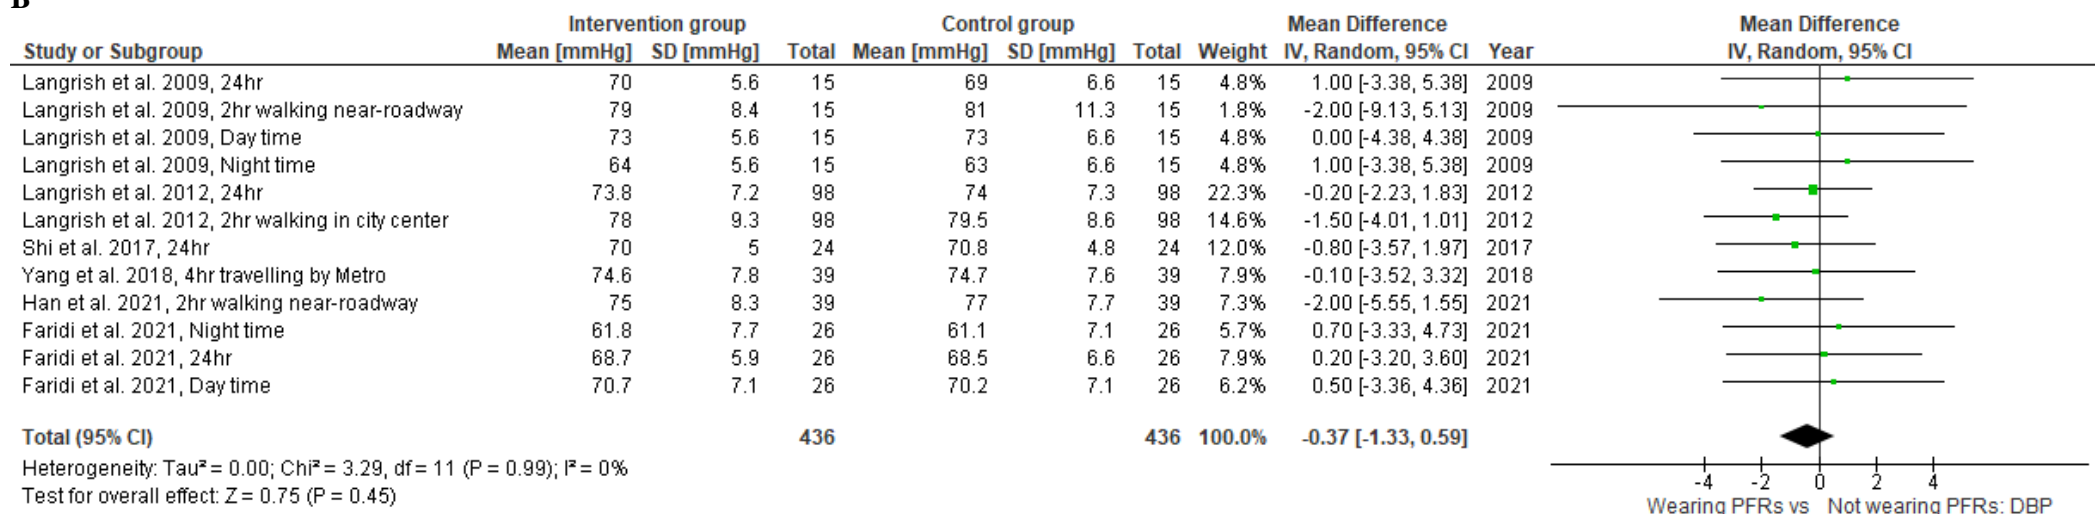 B
Intervention group Control group Mean Difference Mean Difference
Study or Subgroup Mean [mmHg] SD [mmHg] Total Mean [mmHg] SD [mmHg] Total Weight IV, Random, 95% CI Year IV, Random, 95% CI
Langrish et al. 2009, 24hr 70 5.6 15 69 6.6 15 4.8% 1.00 [-3.38, 5.38] 2009
Langrish et al. 2009, 2hr walking near-roadway 79 8.4 15 81 11.3 15 1.8% -2.00 [-9.13, 5.13] 2009
Langrish et al. 2009, Day time 73 5.6 15 73 6.6 15 4.8% 0.00 [-4.38, 4.38] 2009
Langrish et al. 2009, Night time 64 5.6 15 63 6.6 15 4.8% 1.00 [-3.38, 5.38] 2009
Langrish et al. 2012, 24hr 73.8 7.2 98 74 7.3 98 22.3% -0.20 [-2.23, 1.83] 2012
Langrish et al. 2012, 2hr walking in city center 78 9.3 98 79.5 8.6 98 14.6% -1.50 [-4.01, 1.01] 2012
Shi et al. 2017, 24hr 70 5 24 70.8 4.8 24 12.0% -0.80 [-3.57, 1.97] 2017
Yang et al. 2018, 4hr travelling by Metro 74.6 7.8 39 74.7 7.6 39 7.9% -0.10 [-3.52, 3.32] 2018
Han et al. 2021, 2hr walking near-roadway 75 8.3 39 77 7.7 39 7.3% -2.00 [-5.55, 1.55] 2021
Faridi et al. 2021, Night time 61.8 7.7 26 61.1 7.1 26 5.7% 0.70 [-3.33, 4.73] 2021
Faridi et al. 2021, 24hr 68.7 5.9 26 68.5 6.6 26 7.9% 0.20 [-3.20, 3.60] 2021
Faridi et al. 2021, Day time 70.7 7.1 26 70.2 7.1 26 6.2% 0.50 [-3.36, 4.36] 2021
Total (95% CI) 436 436 100.0% -0.37 [-1.33, 0.59]
Heterogeneity: Tau² = 0.00; Chi² = 3.29, df = 11 (P = 0.99); I² = 0%
Test for overall effect: Z = 0.75 (P = 0.45)
-4 -2 0 2 4
Wearing PFRs vs Not wearing PFRs: DBP